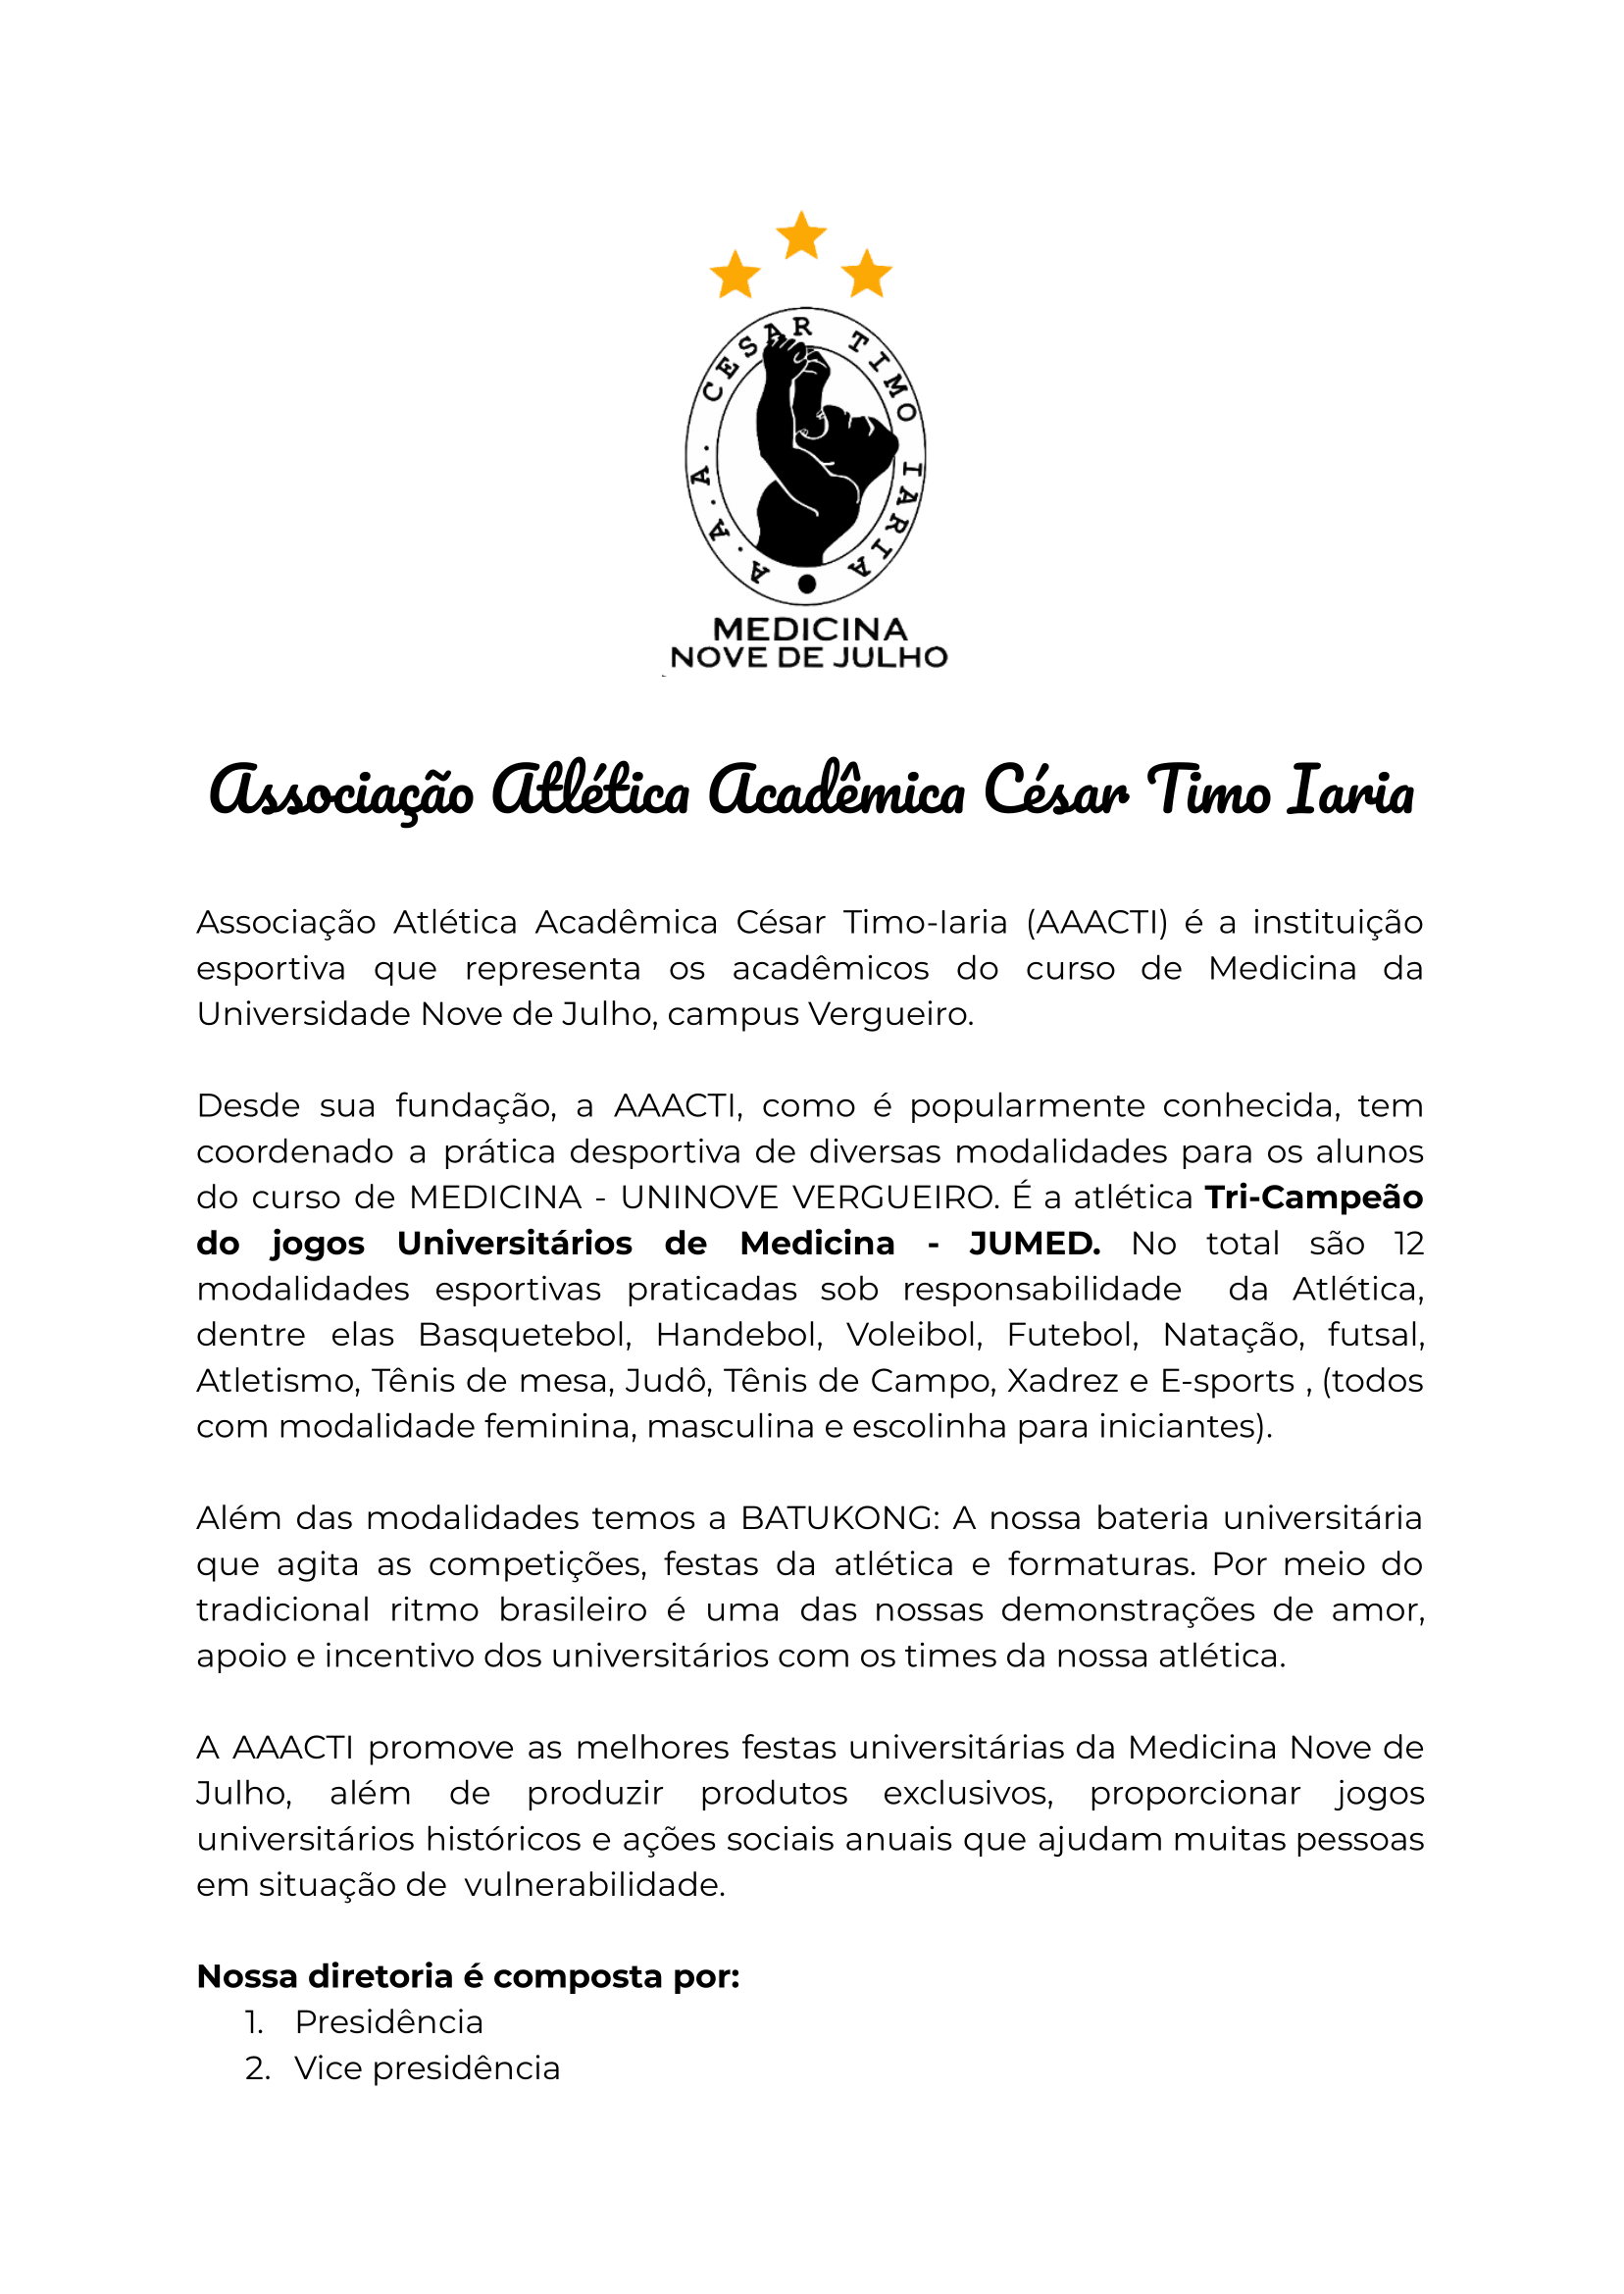 A.A.A. CESAR TIMO IARIA
MEDICINA
NOVE DE JULHO
Associação Atlética Acadêmica César Timo Iaria
Associação Atlética Acadêmica César Timo-Iaria (AAACTI) é a instituição
esportiva que representa os acadêmicos do curso de Medicina da
Universidade Nove de Julho, campus Vergueiro.
Desde sua fundação, a AAACTI, como é popularmente conhecida, tem
coordenado a prática desportiva de diversas modalidades para os alunos
do curso de MEDICINA - UNINOVE VERGUEIRO. É a atlética Tri-Campeão
do jogos Universitários de Medicina - JUMED. No total são 12
modalidades esportivas praticadas sob responsabilidade da Atlética,
dentre elas Basquetebol, Handebol, Voleibol, Futebol, Natação, futsal,
Atletismo, Tênis de mesa, Judô, Tênis de Campo, Xadrez e E-sports , (todos
com modalidade feminina, masculina e escolinha para iniciantes).
Além das modalidades temos a BATUKONG: A nossa bateria universitária
que agita as competições, festas da atlética e formaturas. Por meio do
tradicional ritmo brasileiro é uma das nossas demonstrações de amor,
apoio e incentivo dos universitários com os times da nossa atlética.
A AAACTI promove as melhores festas universitárias da Medicina Nove de
Julho, além de produzir produtos exclusivos, proporcionar jogos
universitários históricos e ações sociais anuais que ajudam muitas pessoas
em situação de vulnerabilidade.
Nossa diretoria é composta por:
1. Presidência
2. Vice presidência